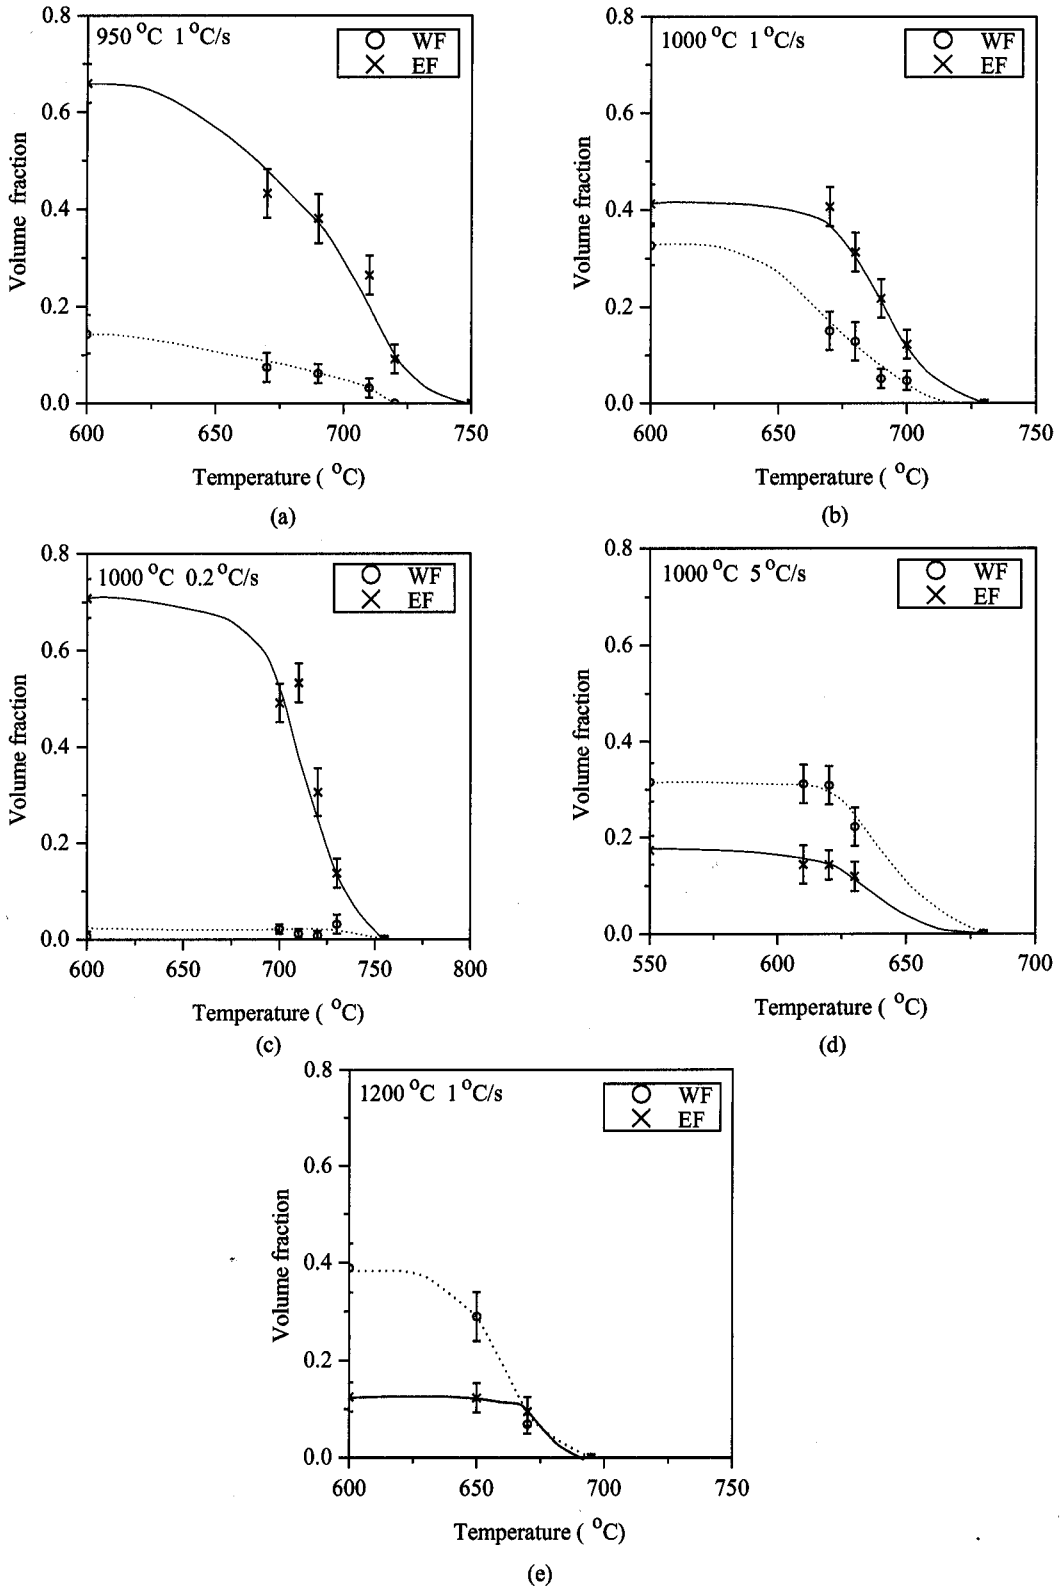 950 °C 1 °C/s
WF
EF
0.8
0.6
0.4
0.2
0.0
Volume fraction
600 650 700 750
Temperature ( °C)
(a)
1000 °C 1 °C/s
WF
EF
0.8
0.6
0.4
0.2
0.0
Volume fraction
600 650 700 750
Temperature ( °C)
(b)
1000 °C 0.2 °C/s
WF
EF
0.8
0.6
0.4
0.2
0.0
Volume fraction
600 650 700 750 800
Temperature ( °C)
(c)
1000 °C 5 °C/s
WF
EF
0.8
0.6
0.4
0.2
0.0
Volume fraction
550 600 650 700
Temperature ( °C)
(d)
1200 °C 1 °C/s
WF
EF
0.8
0.6
0.4
0.2
0.0
Volume fraction
600 650 700 750
Temperature ( °C)
(e)